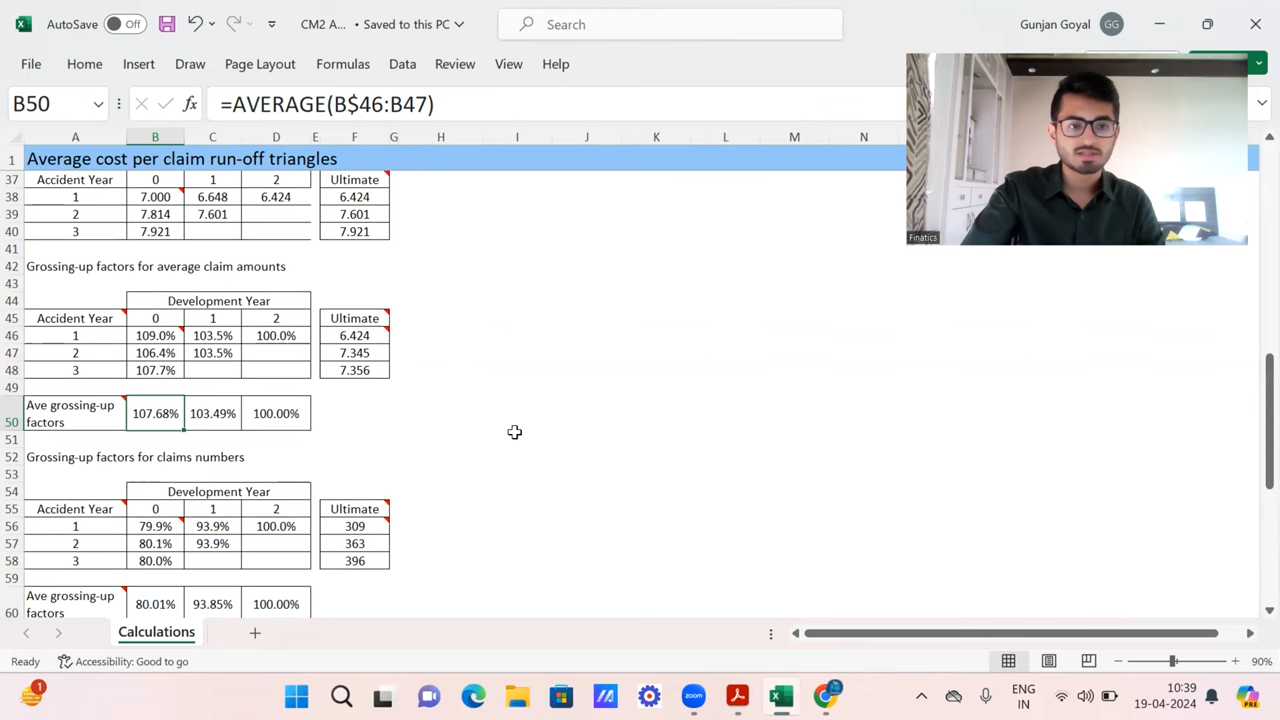 AutoSave Off CM2 A... • Saved to this PC Search Gunjan Goyal GG
File Home Insert Draw Page Layout Formulas Data Review View Help
B50 fx =AVERAGE(B$46:B47)
A B C D E F G H I J K L M N
1 Average cost per claim run-off triangles
37 Accident Year 0 1 2 Ultimate
38 1 7.000 6.648 6.424 6.424
39 2 7.814 7.601 7.601
40 3 7.921 7.921
41
42 Grossing-up factors for average claim amounts
43
44 Development Year
45 Accident Year 0 1 2 Ultimate
46 1 109.0% 103.5% 100.0% 6.424
47 2 106.4% 103.5% 7.345
48 3 107.7% 7.356
49
50 Ave grossing-up factors 107.68% 103.49% 100.00%
51
52 Grossing-up factors for claims numbers
53
54 Development Year
55 Accident Year 0 1 2 Ultimate
56 1 79.9% 93.9% 100.0% 309
57 2 80.1% 93.9% 363
58 3 80.0% 396
59
60 Ave grossing-up factors 80.01% 93.85% 100.00%
Finatics
Calculations
Ready Accessibility: Good to go 90%
1 zoom ENG IN 10:39 19-04-2024 PRE